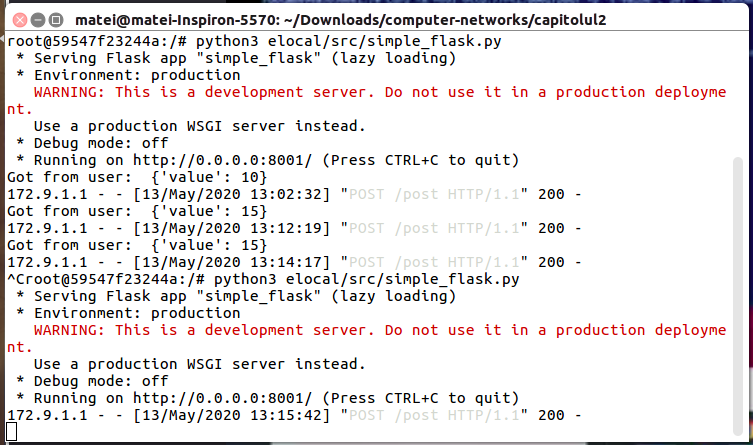 matei@matei-Inspiron-5570: ~/Downloads/computer-networks/capitolul2
root@59547f23244a:/# python3 elocal/src/simple_flask.py
 * Serving Flask app "simple_flask" (lazy loading)
 * Environment: production
   WARNING: This is a development server. Do not use it in a production deployme
nt.
   Use a production WSGI server instead.
 * Debug mode: off
 * Running on http://0.0.0.0:8001/ (Press CTRL+C to quit)
Got from user:  {'value': 10}
172.9.1.1 - - [13/May/2020 13:02:32] "POST /post HTTP/1.1" 200 -
Got from user:  {'value': 15}
172.9.1.1 - - [13/May/2020 13:12:19] "POST /post HTTP/1.1" 200 -
Got from user:  {'value': 15}
172.9.1.1 - - [13/May/2020 13:14:17] "POST /post HTTP/1.1" 200 -
^Croot@59547f23244a:/# python3 elocal/src/simple_flask.py
 * Serving Flask app "simple_flask" (lazy loading)
 * Environment: production
   WARNING: This is a development server. Do not use it in a production deployme
nt.
   Use a production WSGI server instead.
 * Debug mode: off
 * Running on http://0.0.0.0:8001/ (Press CTRL+C to quit)
172.9.1.1 - - [13/May/2020 13:15:42] "POST /post HTTP/1.1" 200 -